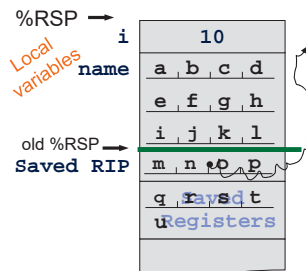 %RSP
i 10
Local variables
name a b c d
e f g h
i j k l
old %RSP
Saved RIP m n o p
q r s t
Saved
u Registers